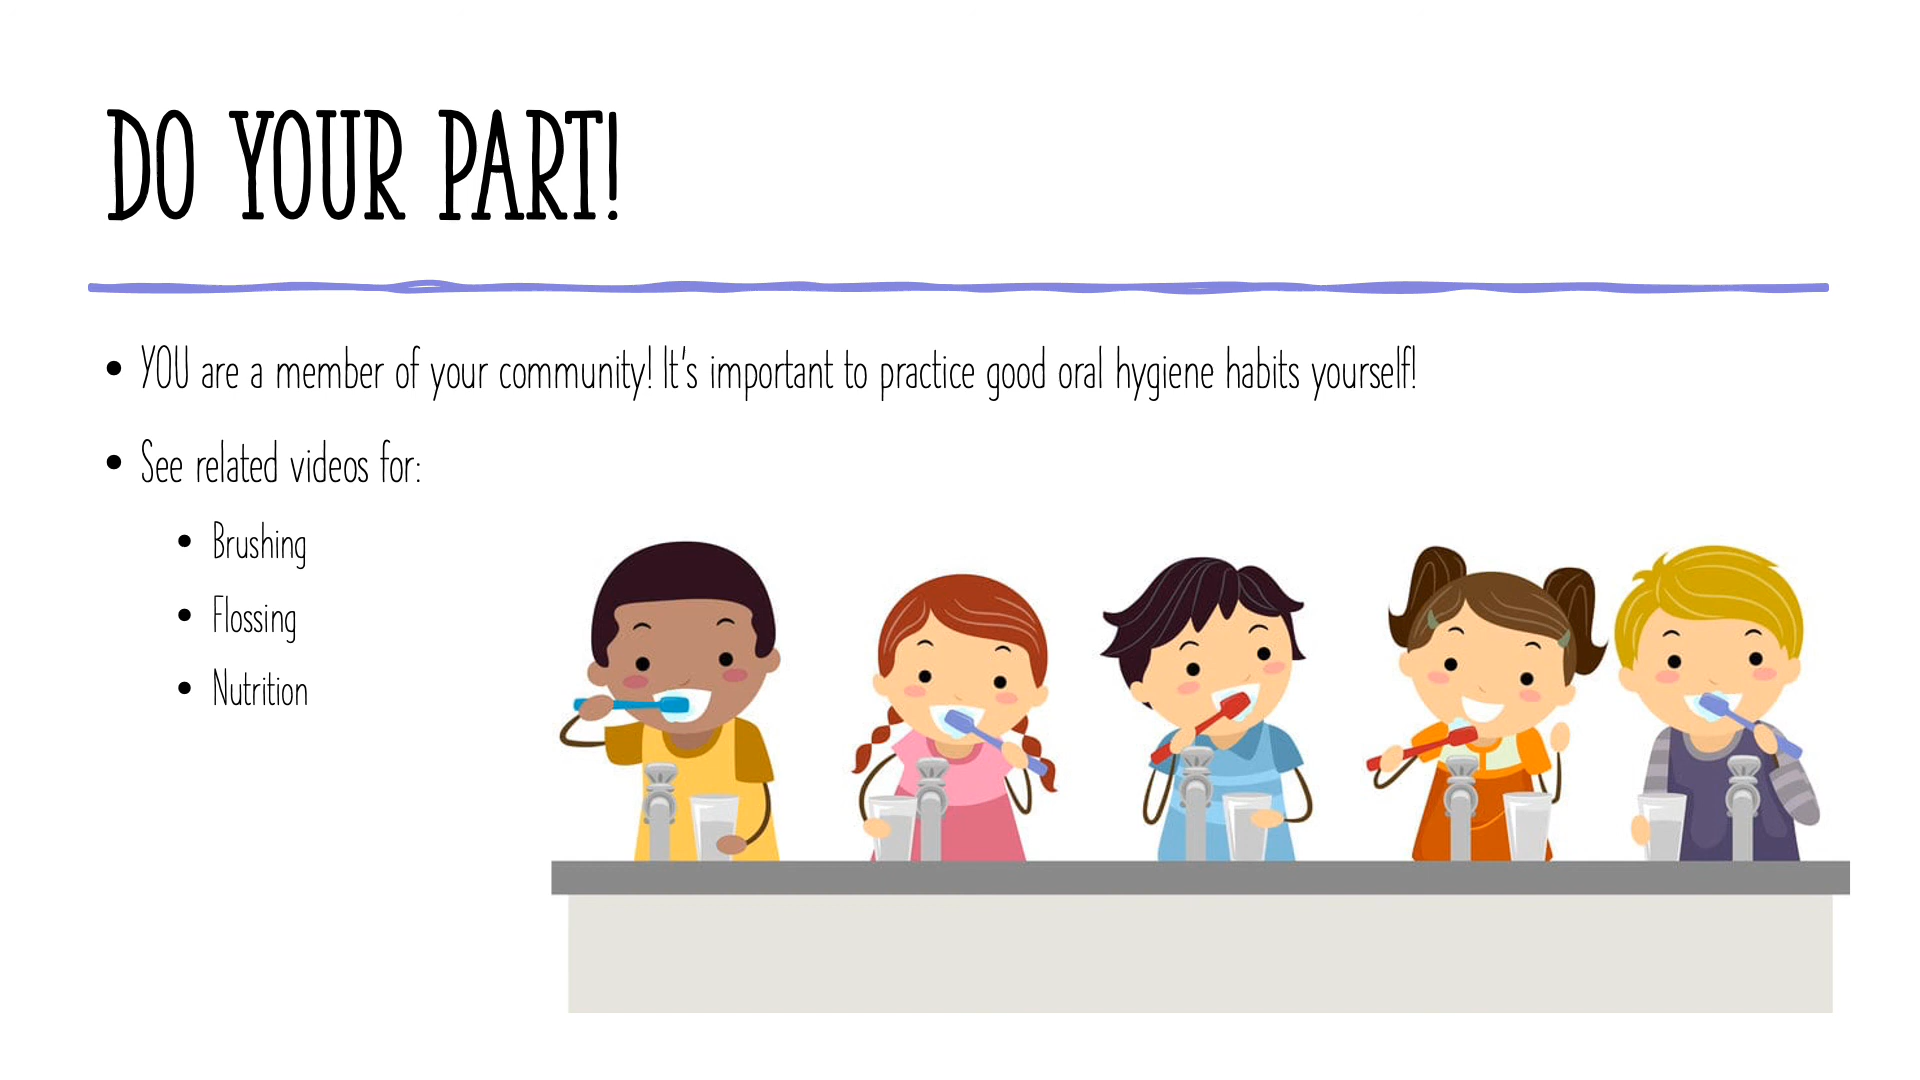 DO YOUR PART!
• YOU are a member of your community! It's important to practice good oral hygiene habits yourself!
• See related videos for:
• Brushing
• Flossing
• Nutrition